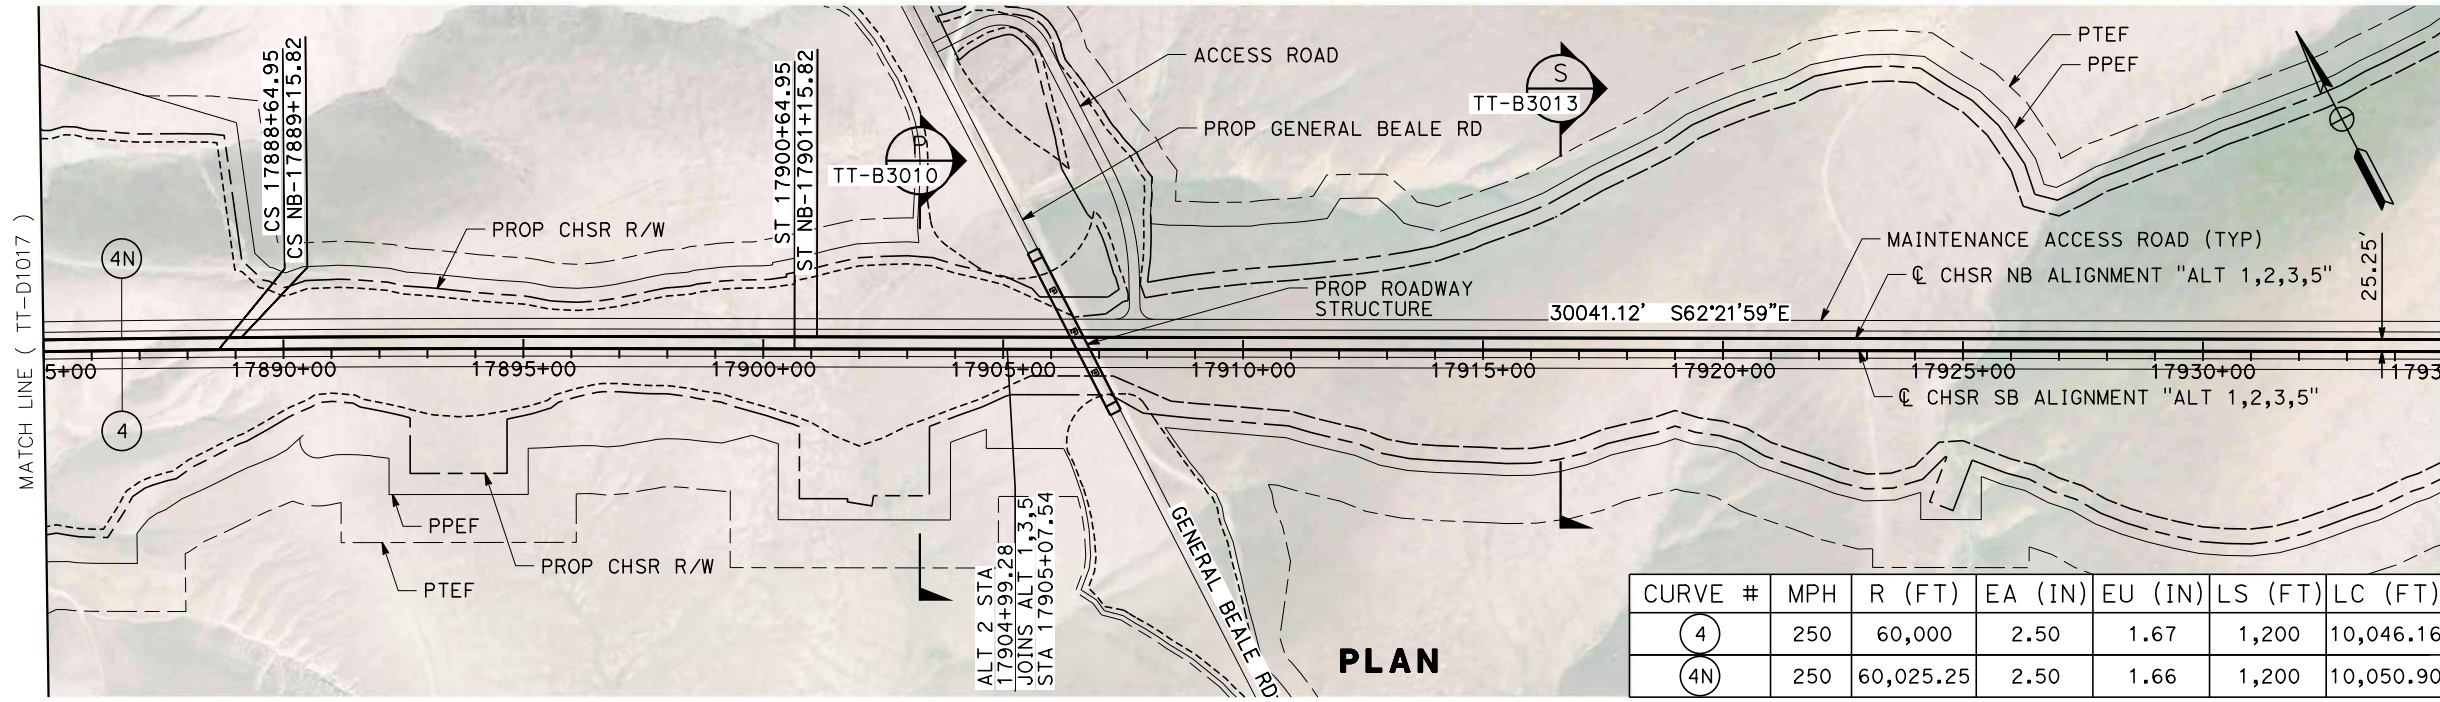 MATCH LINE ( TT-D1017 )
CS 17888+64.95
CS NB-17889+15.82
ST 17900+64.95
ST NB-17901+15.82
ACCESS ROAD
PROP GENERAL BEALE RD
D
TT-B3010
S
TT-B3013
PTEF
PPEF
4N
PROP CHSR R/W
PROP ROADWAY
STRUCTURE
30041.12' S62°21'59"E
MAINTENANCE ACCESS ROAD (TYP)
℄ CHSR NB ALIGNMENT "ALT 1,2,3,5"
25.25'
5+00 17890+00 17895+00 17900+00 17905+00 17910+00 17915+00 17920+00 17925+00 17930+00 1793
℄ CHSR SB ALIGNMENT "ALT 1,2,3,5"
4
PPEF
PROP CHSR R/W
PTEF
ALT 2 STA
17904+99.28
JOINS ALT 1,3,5
STA 17905+07.54
GENERAL BEALE RD
PLAN
CURVE # MPH R (FT) EA (IN) EU (IN) LS (FT) LC (FT)
4 250 60,000 2.50 1.67 1,200 10,046.16
4N 250 60,025.25 2.50 1.66 1,200 10,050.90